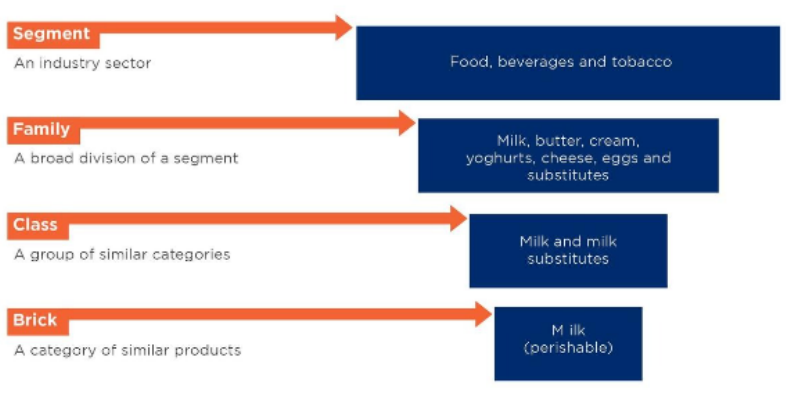 Segment
An industry sector
Food, beverages and tobacco
Family
A broad division of a segment
Milk, butter, cream,
yoghurts, cheese, eggs and
substitutes
Class
A group of similar categories
Milk and milk
substitutes
Brick
A category of similar products
M ilk
(perishable)